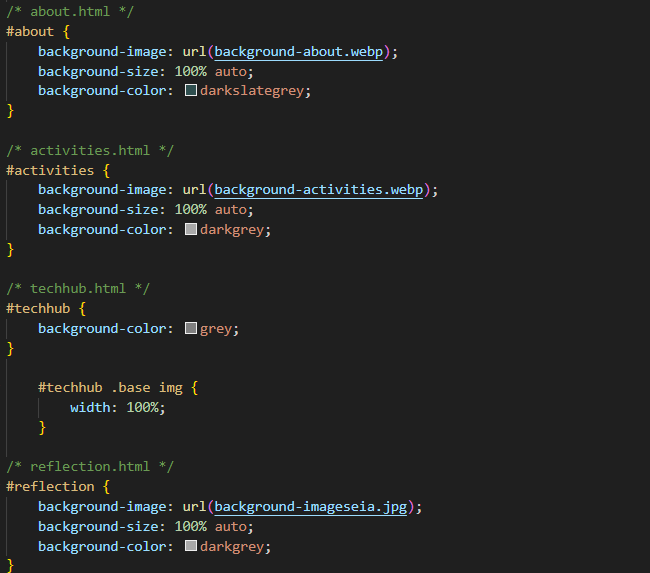 /* about.html */
#about {
    background-image: url(background-about.webp);
    background-size: 100% auto;
    background-color: darkslategrey;
}

/* activities.html */
#activities {
    background-image: url(background-activities.webp);
    background-size: 100% auto;
    background-color: darkgrey;
}

/* techhub.html */
#techhub {
    background-color: grey;
}

    #techhub .base img {
        width: 100%;
    }

/* reflection.html */
#reflection {
    background-image: url(background-imageseia.jpg);
    background-size: 100% auto;
    background-color: darkgrey;
}